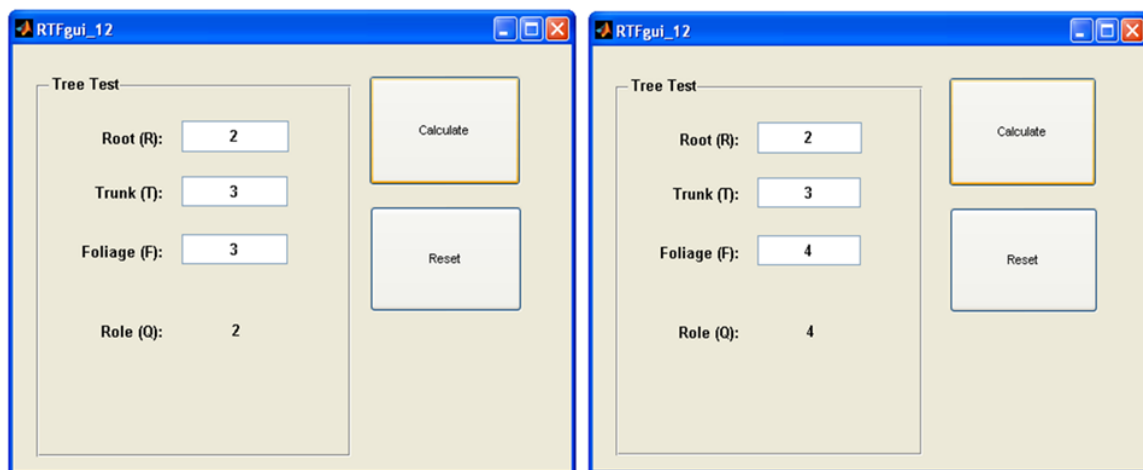 RTFgui_12
Tree Test
Root (R): 2
Trunk (T): 3
Foliage (F): 3
Role (Q): 2
Calculate
Reset
RTFgui_12
Tree Test
Root (R): 2
Trunk (T): 3
Foliage (F): 4
Role (Q): 4
Calculate
Reset